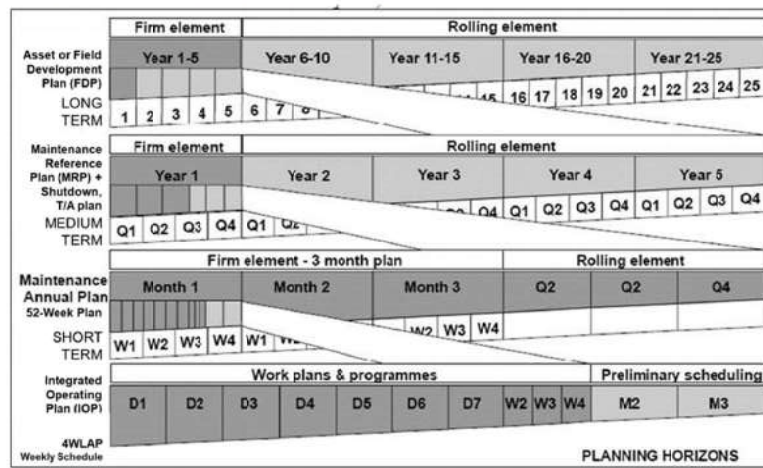 Firm element Rolling element
Asset or Field Development Plan (FDP)
Year 1-5 Year 6-10 Year 11-15 Year 16-20 Year 21-25
LONG TERM
1 2 3 4 5 6 7 8 15 16 17 18 19 20 21 22 23 24 25
Firm element Rolling element
Maintenance Reference Plan (MRP) + Shutdown, T/A plan
Year 1 Year 2 Year 3 Year 4 Year 5
MEDIUM TERM
Q1 Q2 Q3 Q4 Q1 Q2 Q3 Q4 Q1 Q2 Q3 Q4 Q1 Q2 Q3 Q4
Firm element - 3 month plan Rolling element
Maintenance Annual Plan
52-Week Plan
Month 1 Month 2 Month 3 Q2 Q2 Q4
SHORT TERM
W1 W2 W3 W4 W1 W2 W3 W4
Work plans & programmes Preliminary scheduling
Integrated Operating Plan (IOP)
D1 D2 D3 D4 D5 D6 D7 W2 W3 W4 M2 M3
4WLAP
Weekly Schedule
PLANNING HORIZONS